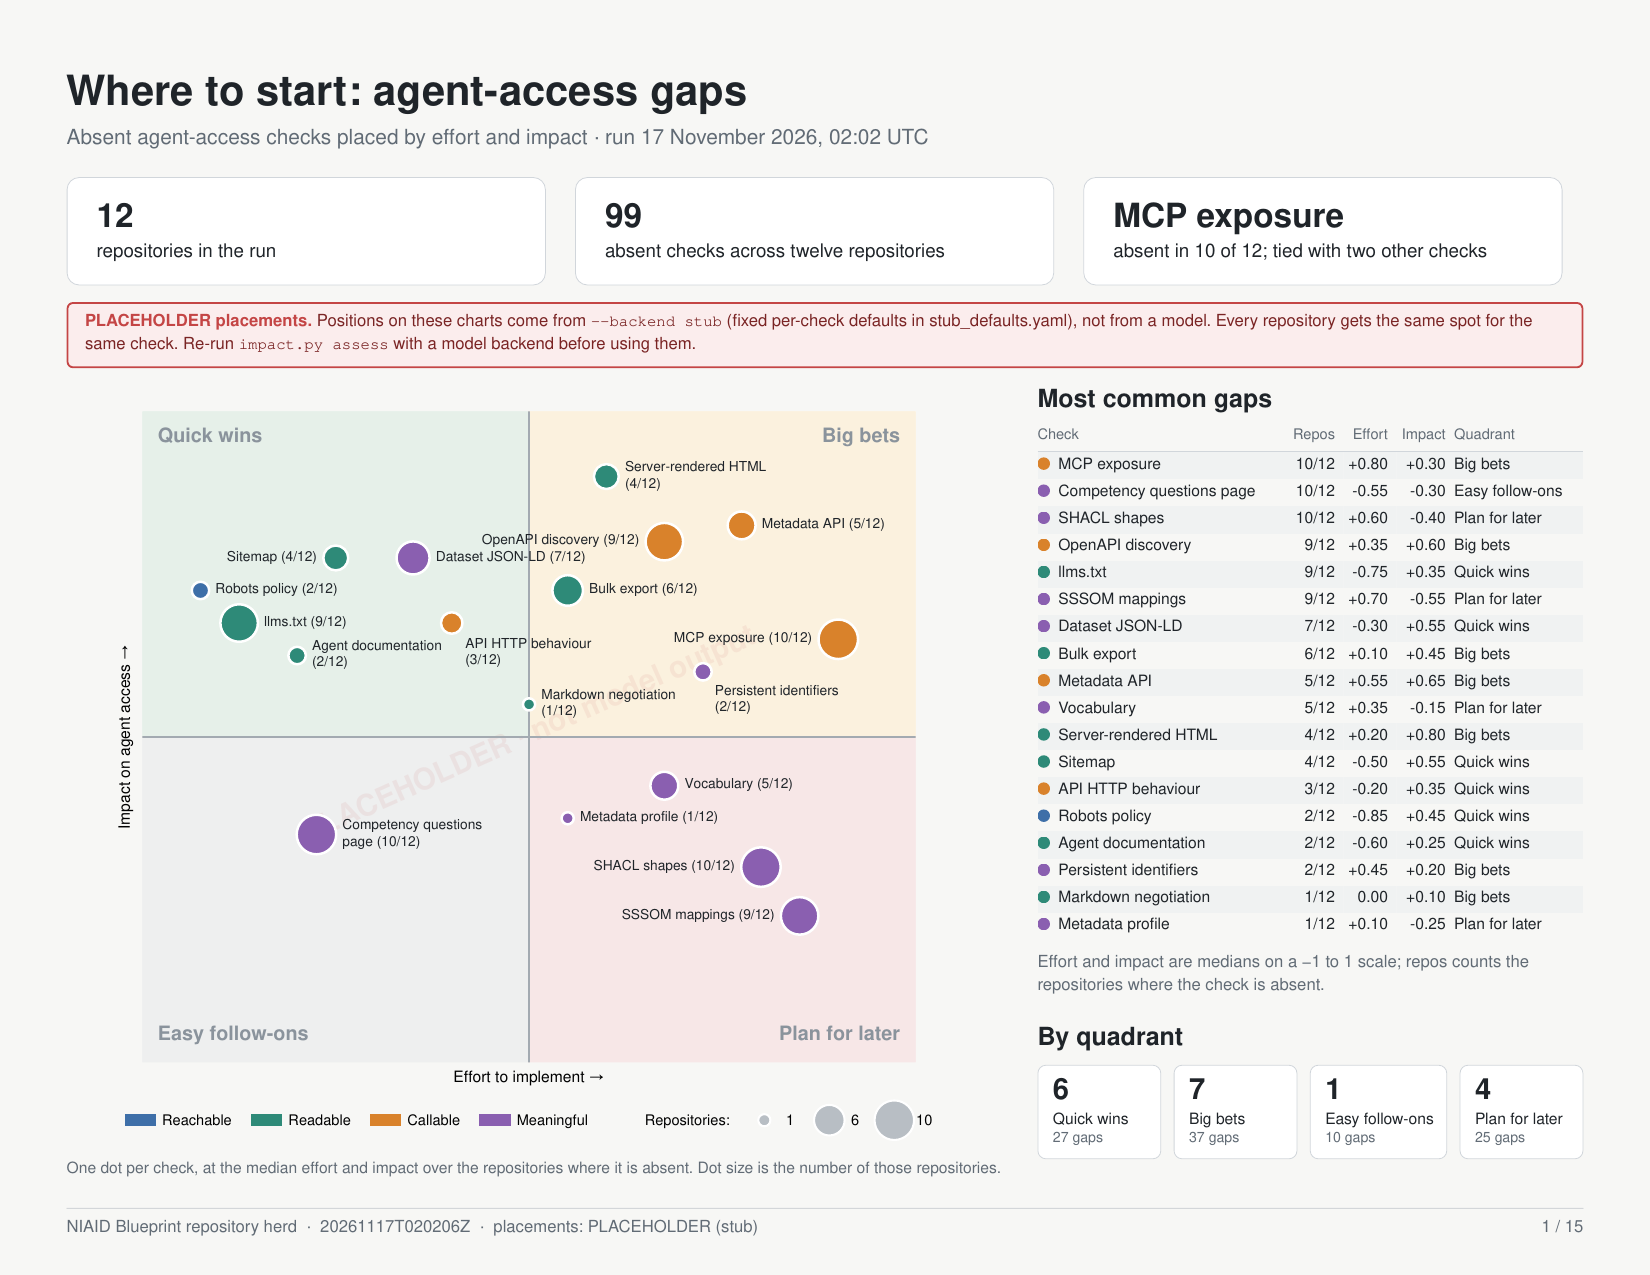 Where to start: agent-access gaps
Absent agent-access checks placed by effort and impact · run 17 November 2026, 02:02 UTC
12
repositories in the run
99
absent checks across twelve repositories
MCP exposure
absent in 10 of 12; tied with two other checks
PLACEHOLDER placements. Positions on these charts come from --backend stub (fixed per-check defaults in stub_defaults.yaml), not from a model. Every repository gets the same spot for the
same check. Re-run impact.py assess with a model backend before using them.
Quick wins
Big bets
Server-rendered HTML
(4/12)
Metadata API (5/12)
OpenAPI discovery (9/12)
Sitemap (4/12)
Dataset JSON-LD (7/12)
Robots policy (2/12)
Bulk export (6/12)
llms.txt (9/12)
Agent documentation
(2/12)
API HTTP behaviour
(3/12)
MCP exposure (10/12)
Persistent identifiers
(2/12)
Markdown negotiation
(1/12)
ACEHOLDER - not model output
Vocabulary (5/12)
Metadata profile (1/12)
Competency questions
page (10/12)
SHACL shapes (10/12)
SSSOM mappings (9/12)
Easy follow-ons
Plan for later
Impact on agent access →
Effort to implement →
Reachable Readable Callable Meaningful Repositories: 1 6 10
One dot per check, at the median effort and impact over the repositories where it is absent. Dot size is the number of those repositories.
Most common gaps
Check Repos Effort Impact Quadrant
MCP exposure 10/12 +0.80 +0.30 Big bets
Competency questions page 10/12 -0.55 -0.30 Easy follow-ons
SHACL shapes 10/12 +0.60 -0.40 Plan for later
OpenAPI discovery 9/12 +0.35 +0.60 Big bets
llms.txt 9/12 -0.75 +0.35 Quick wins
SSSOM mappings 9/12 +0.70 -0.55 Plan for later
Dataset JSON-LD 7/12 -0.30 +0.55 Quick wins
Bulk export 6/12 +0.10 +0.45 Big bets
Metadata API 5/12 +0.55 +0.65 Big bets
Vocabulary 5/12 +0.35 -0.15 Plan for later
Server-rendered HTML 4/12 +0.20 +0.80 Big bets
Sitemap 4/12 -0.50 +0.55 Quick wins
API HTTP behaviour 3/12 -0.20 +0.35 Quick wins
Robots policy 2/12 -0.85 +0.45 Quick wins
Agent documentation 2/12 -0.60 +0.25 Quick wins
Persistent identifiers 2/12 +0.45 +0.20 Big bets
Markdown negotiation 1/12 0.00 +0.10 Big bets
Metadata profile 1/12 +0.10 -0.25 Plan for later
Effort and impact are medians on a −1 to 1 scale; repos counts the
repositories where the check is absent.
By quadrant
6
Quick wins
27 gaps
7
Big bets
37 gaps
1
Easy follow-ons
10 gaps
4
Plan for later
25 gaps
NIAID Blueprint repository herd · 20261117T020206Z · placements: PLACEHOLDER (stub)
1 / 15